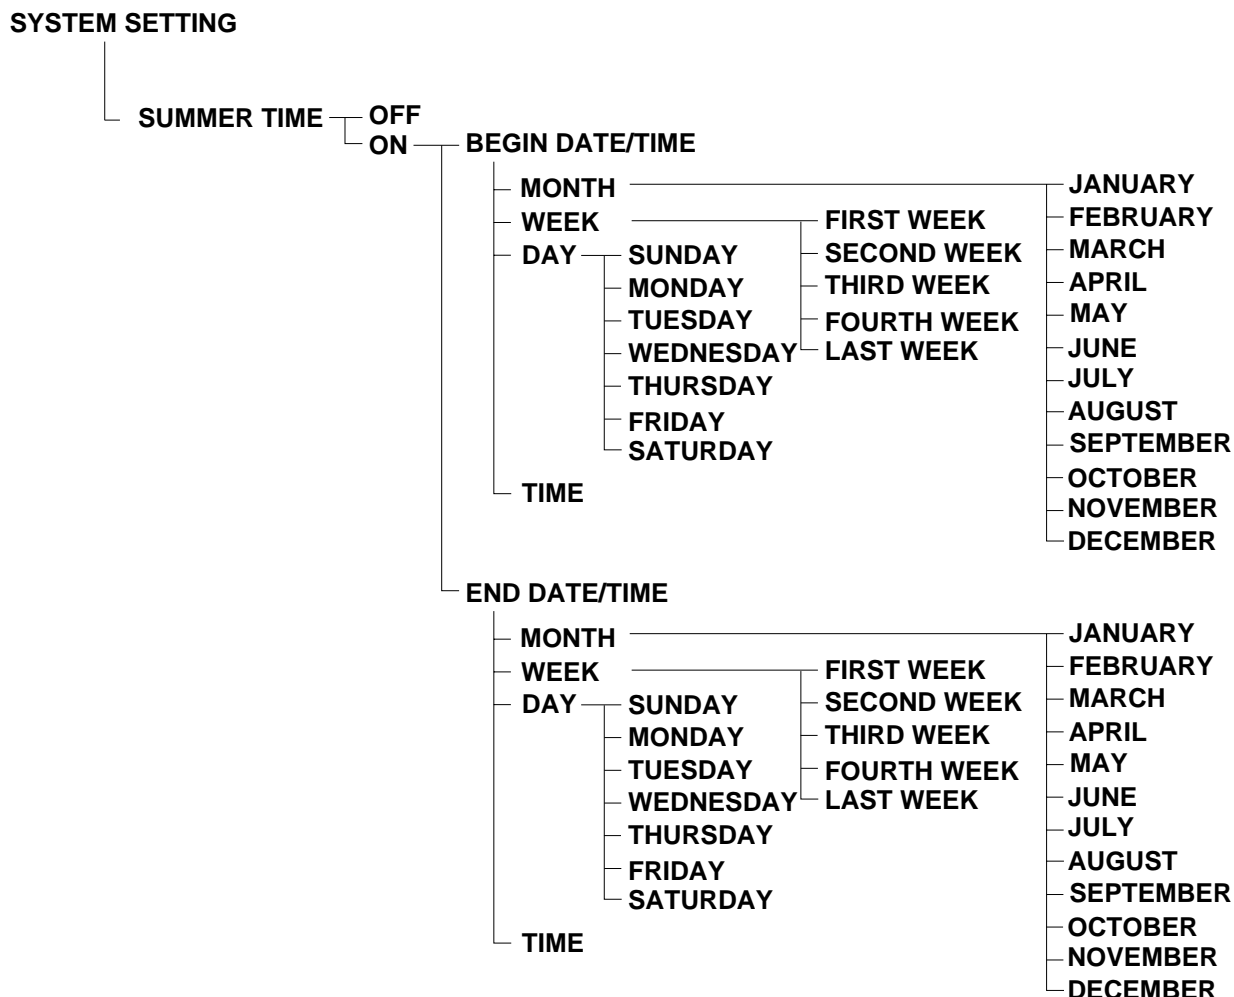 SYSTEM SETTING
SUMMER TIME
OFF
ON
BEGIN DATE/TIME
MONTH
JANUARY
FEBRUARY
MARCH
APRIL
MAY
JUNE
JULY
AUGUST
SEPTEMBER
OCTOBER
NOVEMBER
DECEMBER
WEEK
FIRST WEEK
SECOND WEEK
THIRD WEEK
FOURTH WEEK
LAST WEEK
DAY
SUNDAY
MONDAY
TUESDAY
WEDNESDAY
THURSDAY
FRIDAY
SATURDAY
TIME
END DATE/TIME
MONTH
JANUARY
FEBRUARY
MARCH
APRIL
MAY
JUNE
JULY
AUGUST
SEPTEMBER
OCTOBER
NOVEMBER
DECEMBER
WEEK
FIRST WEEK
SECOND WEEK
THIRD WEEK
FOURTH WEEK
LAST WEEK
DAY
SUNDAY
MONDAY
TUESDAY
WEDNESDAY
THURSDAY
FRIDAY
SATURDAY
TIME